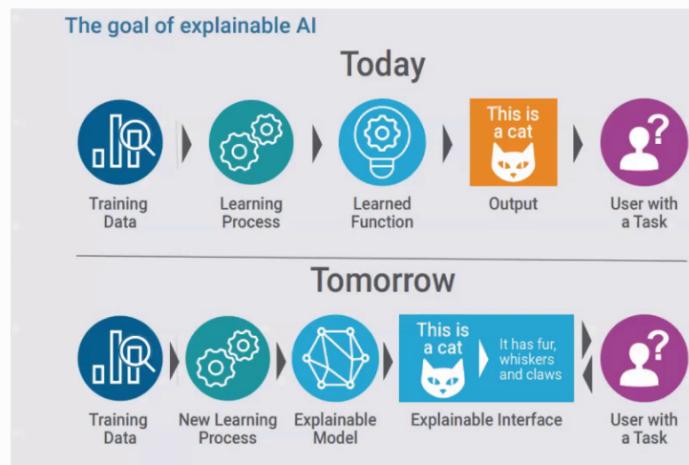 The goal of explainable AI
Today
This is
a cat
Training
Data
Learning
Process
Learned
Function
Output
User with
a Task
Tomorrow
This is
a cat
It has fur,
whiskers
and claws
Training
Data
New Learning
Process
Explainable
Model
Explainable Interface
User with
a Task